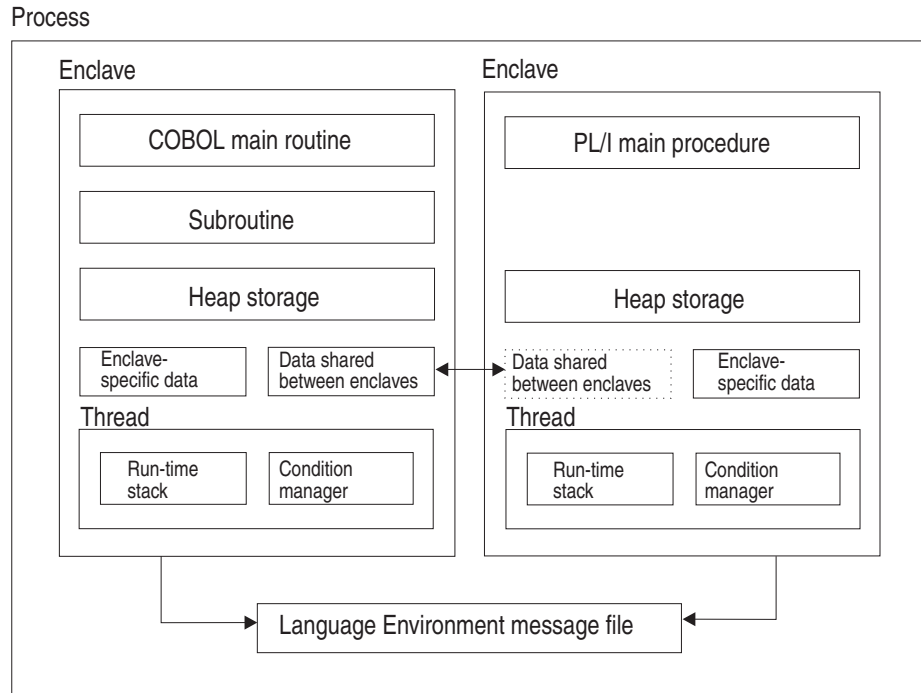 Process
Enclave
COBOL main routine
Subroutine
Heap storage
Enclave-
specific data
Data shared
between enclaves
Thread
Run-time
stack
Condition
manager
Enclave
PL/I main procedure
Heap storage
Data shared
between enclaves
Enclave-
specific data
Thread
Run-time
stack
Condition
manager
Language Environment message file